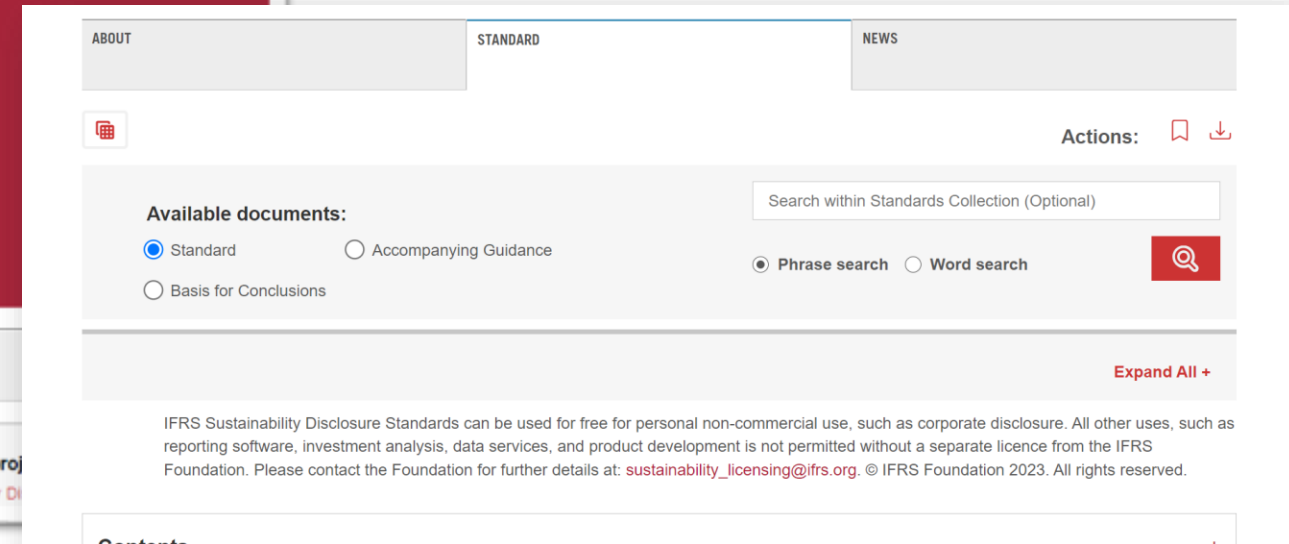 ABOUT
STANDARD
NEWS
Actions:
Available documents:
Standard
Accompanying Guidance
Basis for Conclusions
Search within Standards Collection (Optional)
Phrase search
Word search
Expand All +
IFRS Sustainability Disclosure Standards can be used for free for personal non-commercial use, such as corporate disclosure. All other uses, such as
reporting software, investment analysis, data services, and product development is not permitted without a separate licence from the IFRS
Foundation. Please contact the Foundation for further details at: sustainability_licensing@ifrs.org. © IFRS Foundation 2023. All rights reserved.
Contents